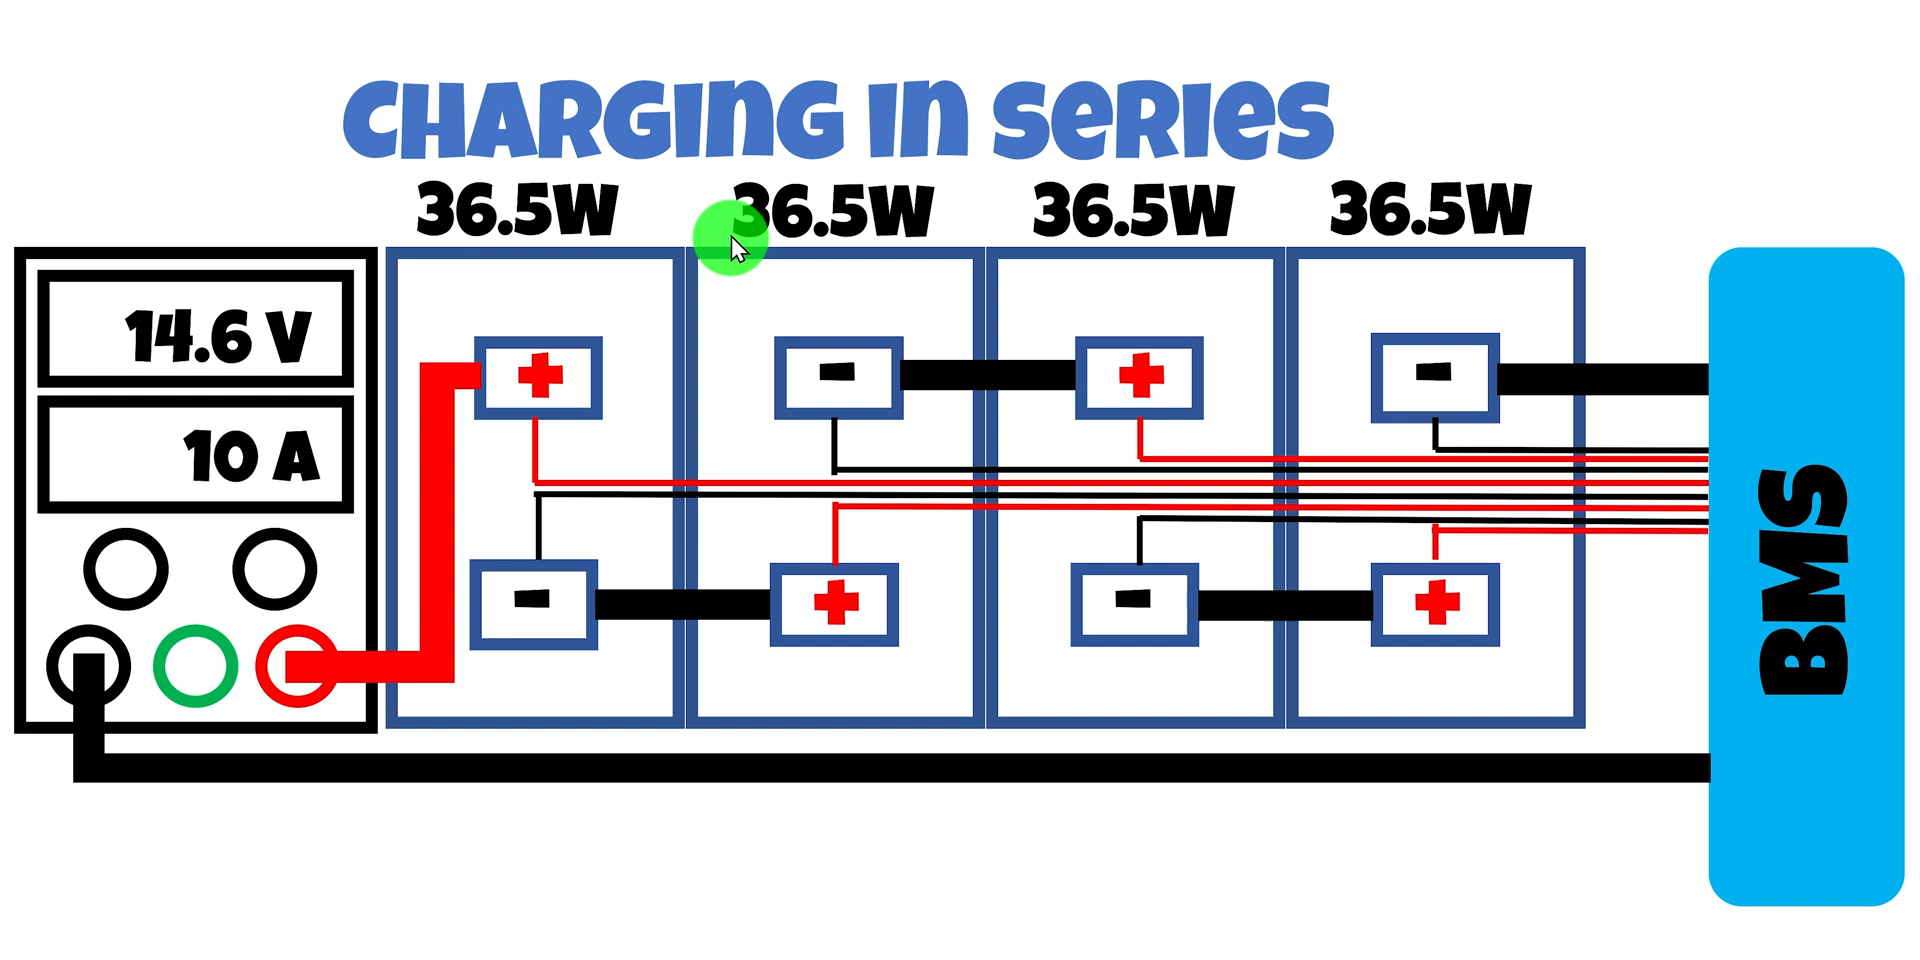 CHARGING IN SERIES
36.5W 36.5W 36.5W 36.5W
14.6 V
10 A
+ - + -
- + - +
BMS